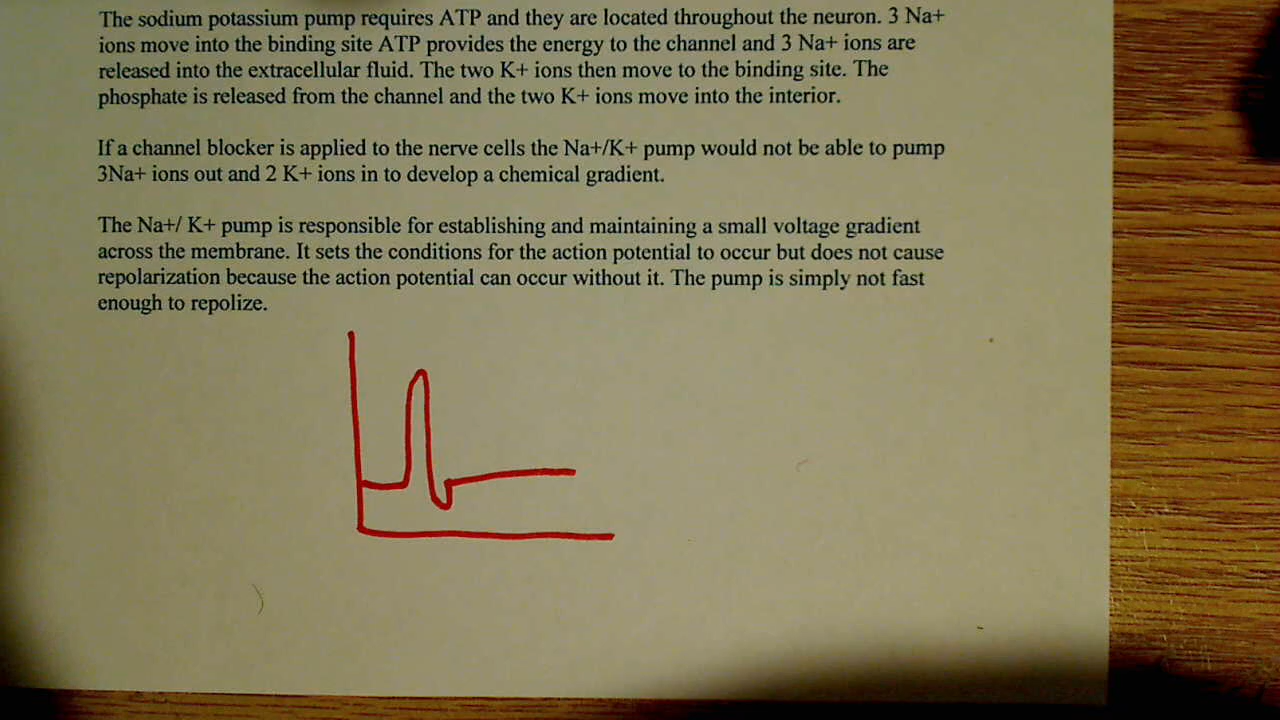 The sodium potassium pump requires ATP and they are located throughout the neuron. 3 Na+
ions move into the binding site ATP provides the energy to the channel and 3 Na+ ions are
released into the extracellular fluid. The two K+ ions then move to the binding site. The
phosphate is released from the channel and the two K+ ions move into the interior.
If a channel blocker is applied to the nerve cells the Na+/K+ pump would not be able to pump
3Na+ ions out and 2 K+ ions in to develop a chemical gradient.
The Na+/ K+ pump is responsible for establishing and maintaining a small voltage gradient
across the membrane. It sets the conditions for the action potential to occur but does not cause
repolarization because the action potential can occur without it. The pump is simply not fast
enough to repolize.